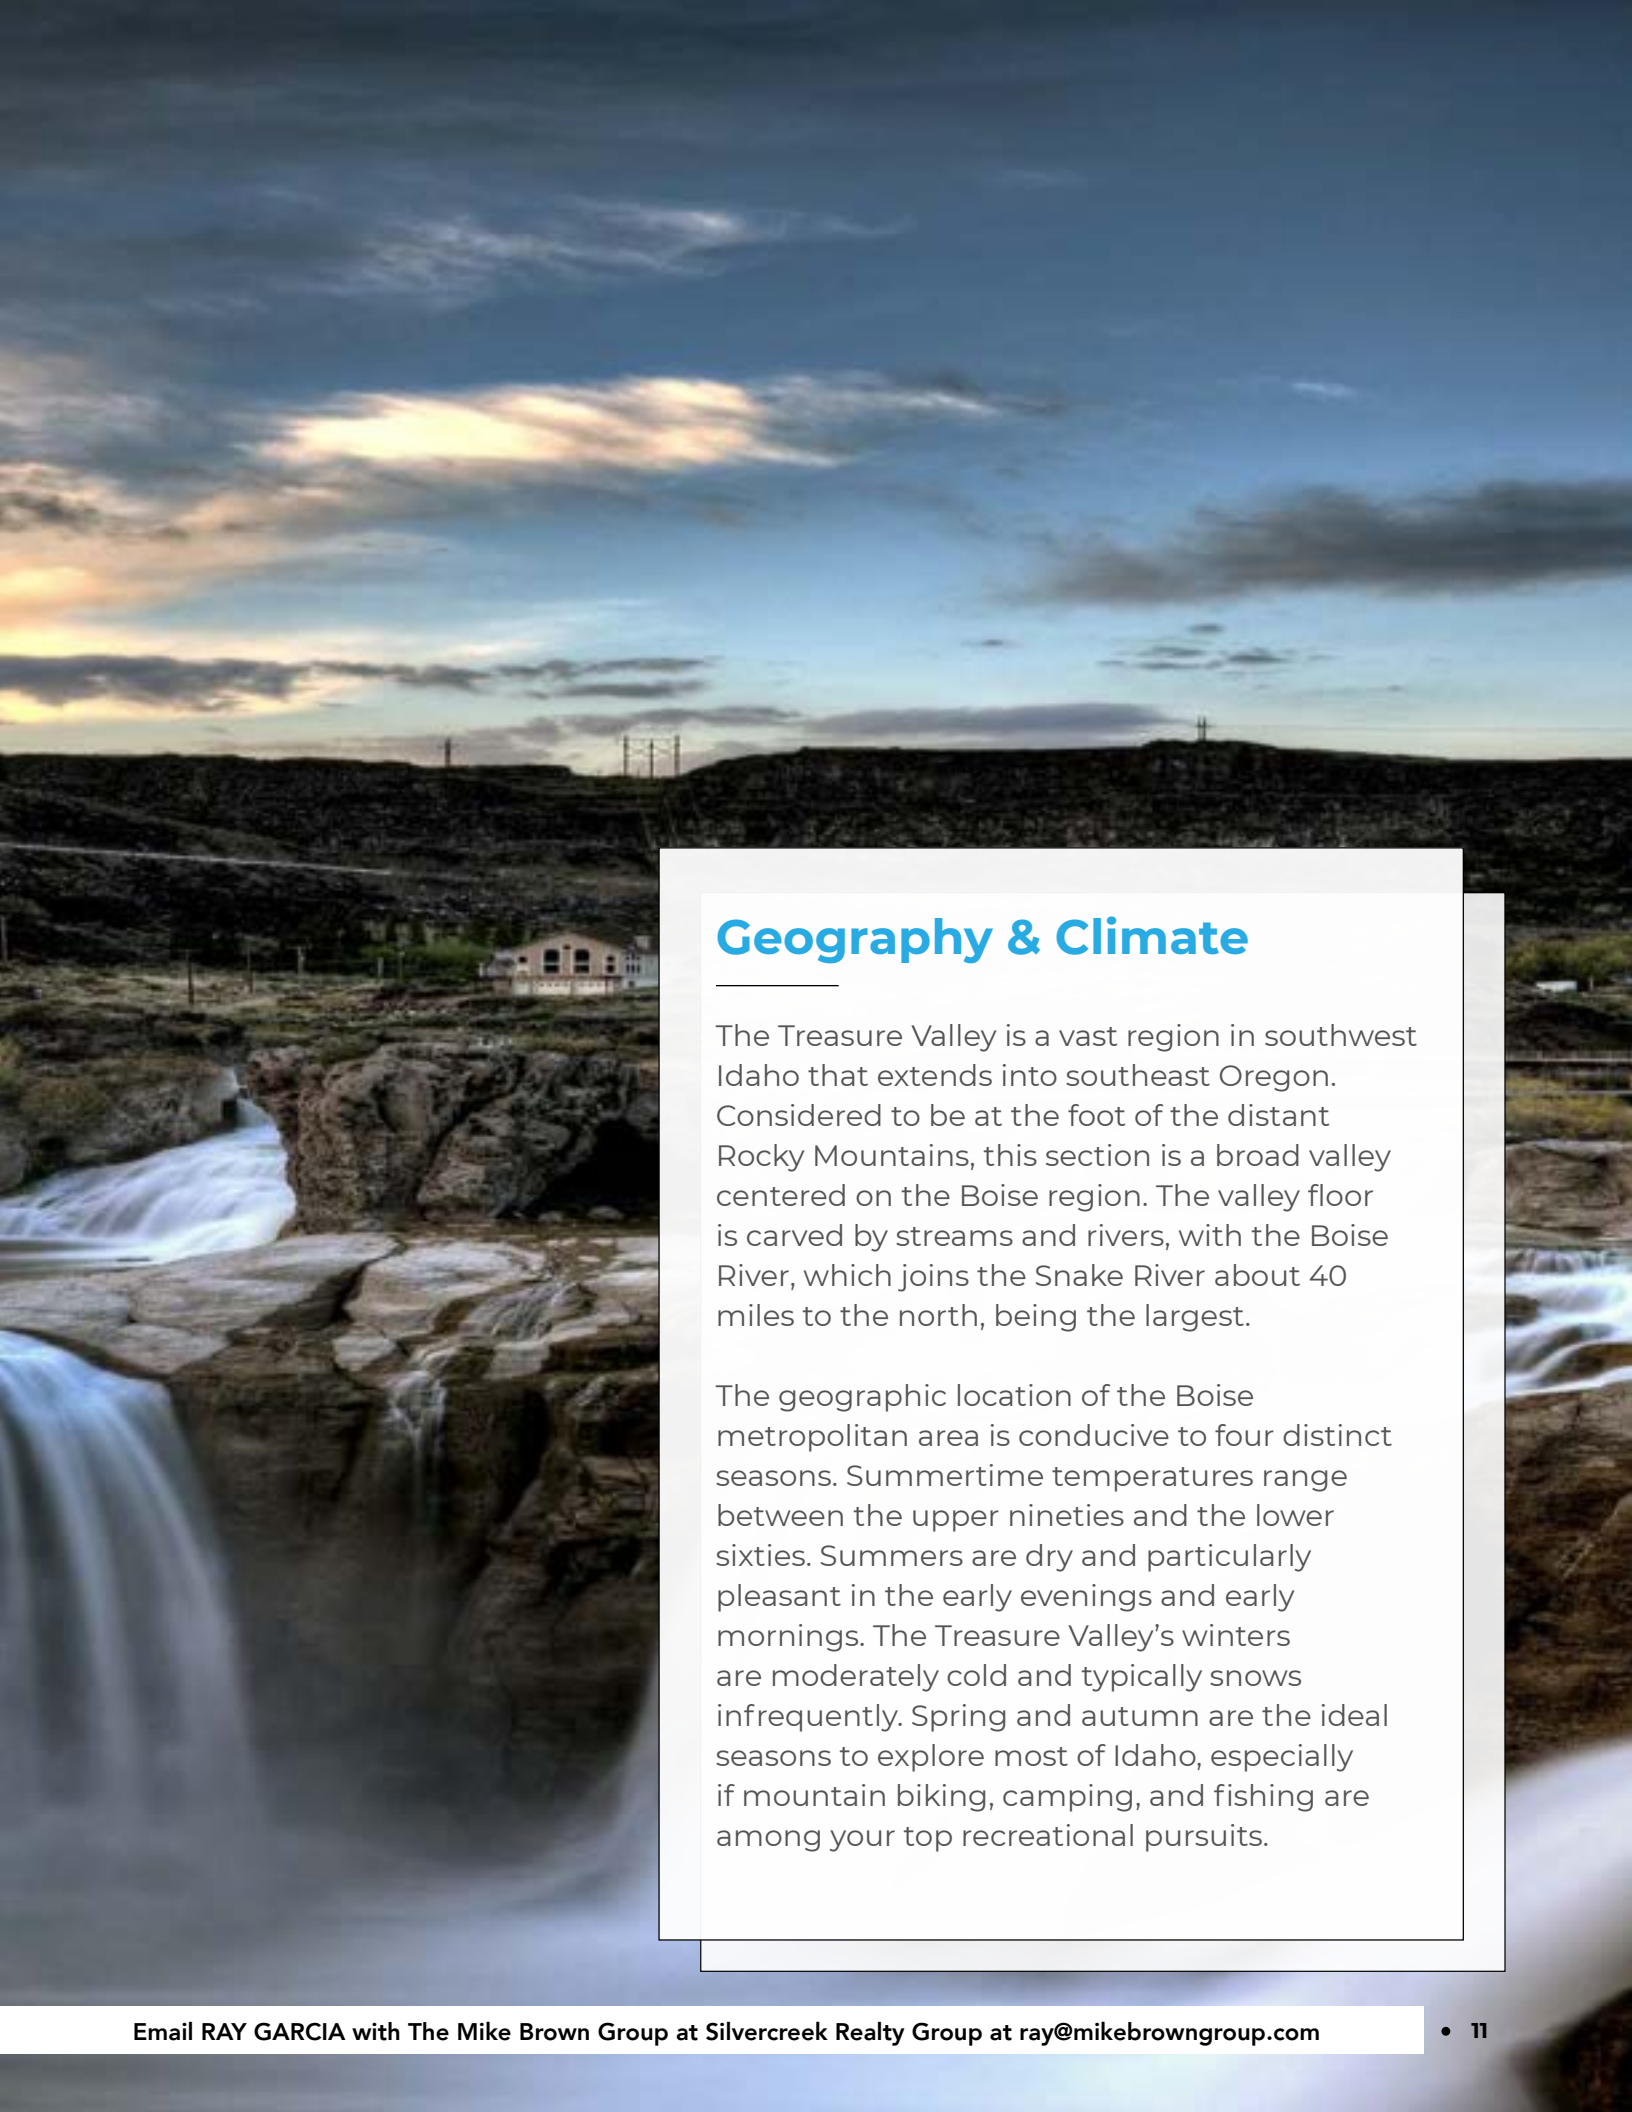 Geography & Climate
The Treasure Valley is a vast region in southwest
Idaho that extends into southeast Oregon.
Considered to be at the foot of the distant
Rocky Mountains, this section is a broad valley
centered on the Boise region. The valley floor
is carved by streams and rivers, with the Boise
River, which joins the Snake River about 40
miles to the north, being the largest.
The geographic location of the Boise
metropolitan area is conducive to four distinct
seasons. Summertime temperatures range
between the upper nineties and the lower
sixties. Summers are dry and particularly
pleasant in the early evenings and early
mornings. The Treasure Valley’s winters
are moderately cold and typically snows
infrequently. Spring and autumn are the ideal
seasons to explore most of Idaho, especially
if mountain biking, camping, and fishing are
among your top recreational pursuits.
Email RAY GARCIA with The Mike Brown Group at Silvercreek Realty Group at ray@mikebrowngroup.com • 11